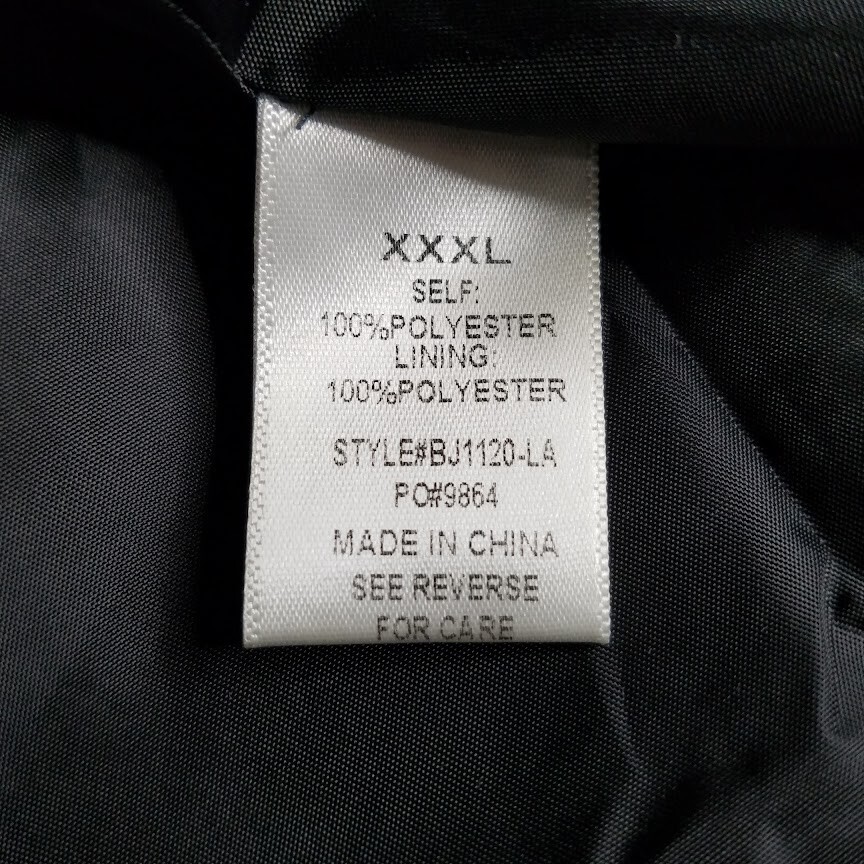 XXXL
SELF:
100%POLYESTER
LINING:
100%POLYESTER
STYLE#BJ1120-LA
PO#9864
MADE IN CHINA
SEE REVERSE
FOR CARE